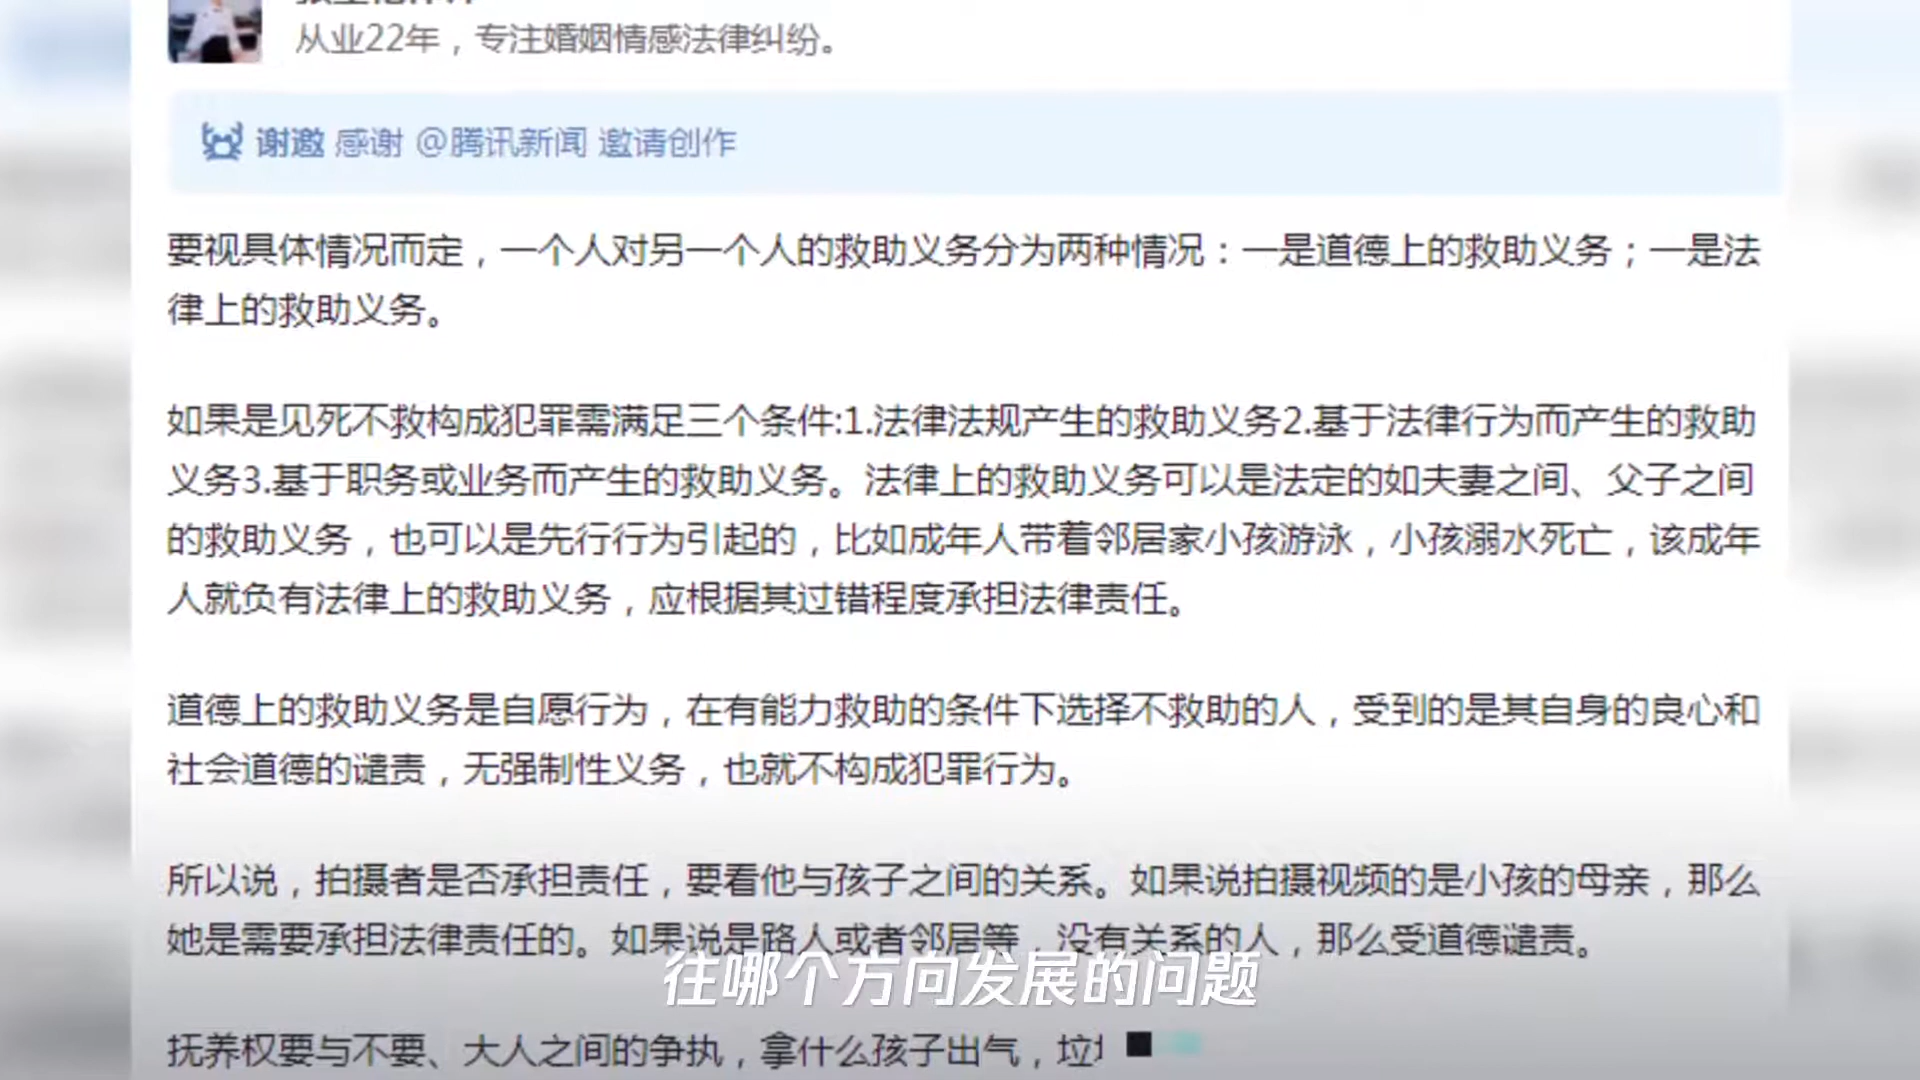 从业22年，专注婚姻情感法律纠纷。
谢邀 感谢 @腾讯新闻 邀请创作
要视具体情况而定，一个人对另一个人的救助义务分为两种情况：一是道德上的救助义务；一是法
律上的救助义务。
如果是见死不救构成犯罪需满足三个条件:1.法律法规产生的救助义务2.基于法律行为而产生的救助
义务3.基于职务或业务而产生的救助义务。法律上的救助义务可以是法定的如夫妻之间、父子之间
的救助义务，也可以是先行行为引起的，比如成年人带着邻居家小孩游泳，小孩溺水死亡，该成年
人就负有法律上的救助义务，应根据其过错程度承担法律责任。
道德上的救助义务是自愿行为，在有能力救助的条件下选择不救助的人，受到的是其自身的良心和
社会道德的谴责，无强制性义务，也就不构成犯罪行为。
所以说，拍摄者是否承担责任，要看他与孩子之间的关系。如果说拍摄视频的是小孩的母亲，那么
她是需要承担法律责任的。如果说是路人或者邻居等，没有关系的人，那么受道德谴责。
往哪个方向发展的问题
抚养权要与不要、大人之间的争执，拿什么孩子出气，